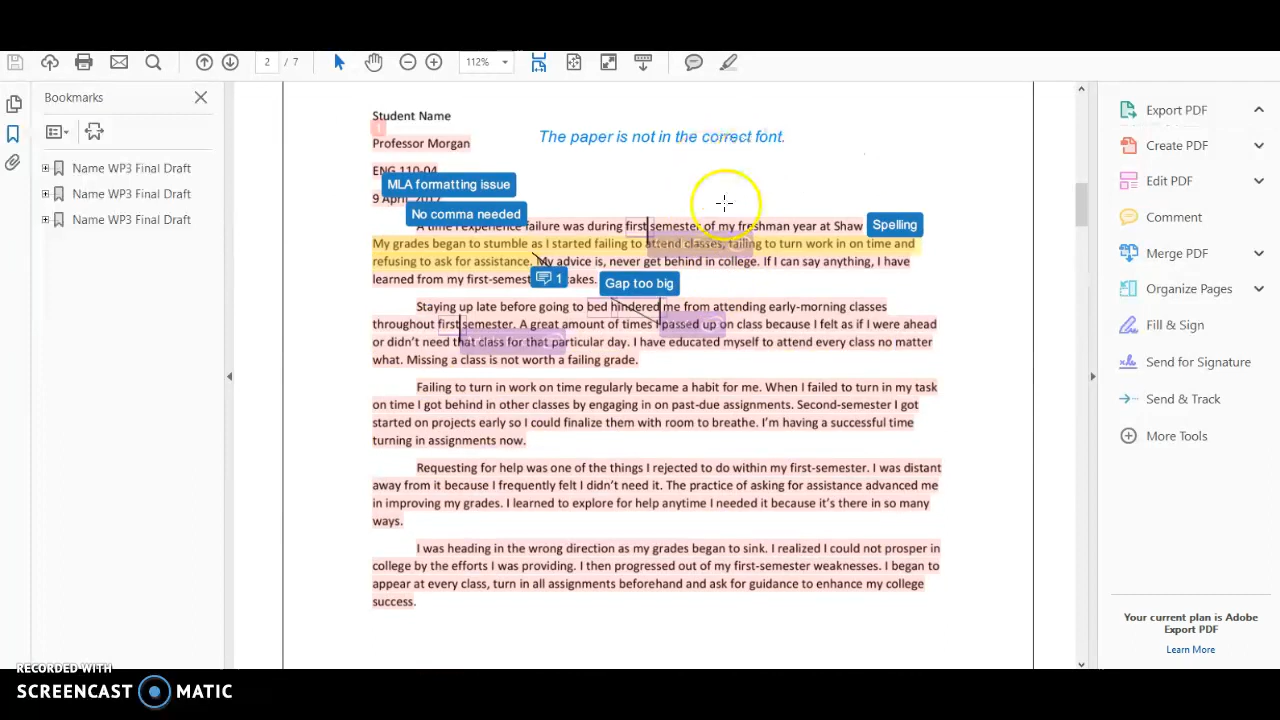 2 / 7
112%
Bookmarks
Name WP3 Final Draft
Name WP3 Final Draft
Name WP3 Final Draft
Student Name
The paper is not in the correct font.
Professor Morgan
ENG 110-04
MLA formatting issue
9 April, 2017
No comma needed
A time I experience failure was during first semester of my freshman year at Shaw
Spelling
My grades began to stumble as I started failing to attend classes, failing to turn work in on time and
refusing to ask for assistance. My advice is, never get behind in college. If I can say anything, I have
1
learned from my first-semest takes.
Gap too big
Staying up late before going to bed hindered me from attending early-morning classes
throughout first semester. A great amount of times I passed up on class because I felt as if I were ahead
or didn't need that class for that particular day. I have educated myself to attend every class no matter
what. Missing a class is not worth a failing grade.
Failing to turn in work on time regularly became a habit for me. When I failed to turn in my task
on time I got behind in other classes by engaging in on past-due assignments. Second-semester I got
started on projects early so I could finalize them with room to breathe. I'm having a successful time
turning in assignments now.
Requesting for help was one of the things I rejected to do within my first-semester. I was distant
away from it because I frequently felt I didn't need it. The practice of asking for assistance advanced me
in improving my grades. I learned to explore for help anytime I needed it because it's there in so many
ways.
I was heading in the wrong direction as my grades began to sink. I realized I could not prosper in
college by the efforts I was providing. I then progressed out of my first-semester weaknesses. I began to
appear at every class, turn in all assignments beforehand and ask for guidance to enhance my college
success.
Export PDF
Create PDF
Edit PDF
Comment
Merge PDF
Organize Pages
Fill & Sign
Send for Signature
Send & Track
More Tools
Your current plan is Adobe
Export PDF
Learn More
RECORDED WITH
SCREENCAST MATIC